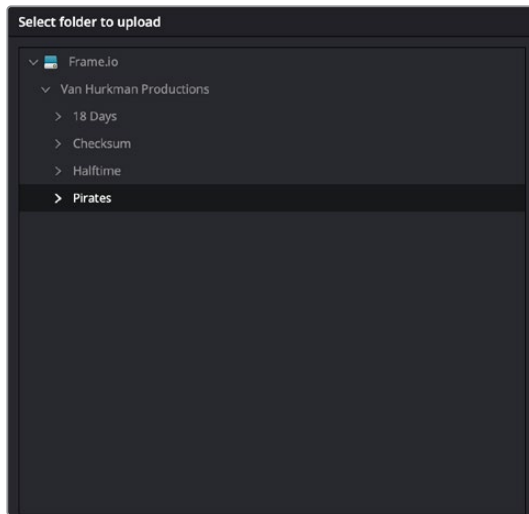 Select folder to upload
Frame.io
Van Hurkman Productions
18 Days
Checksum
Halftime
Pirates